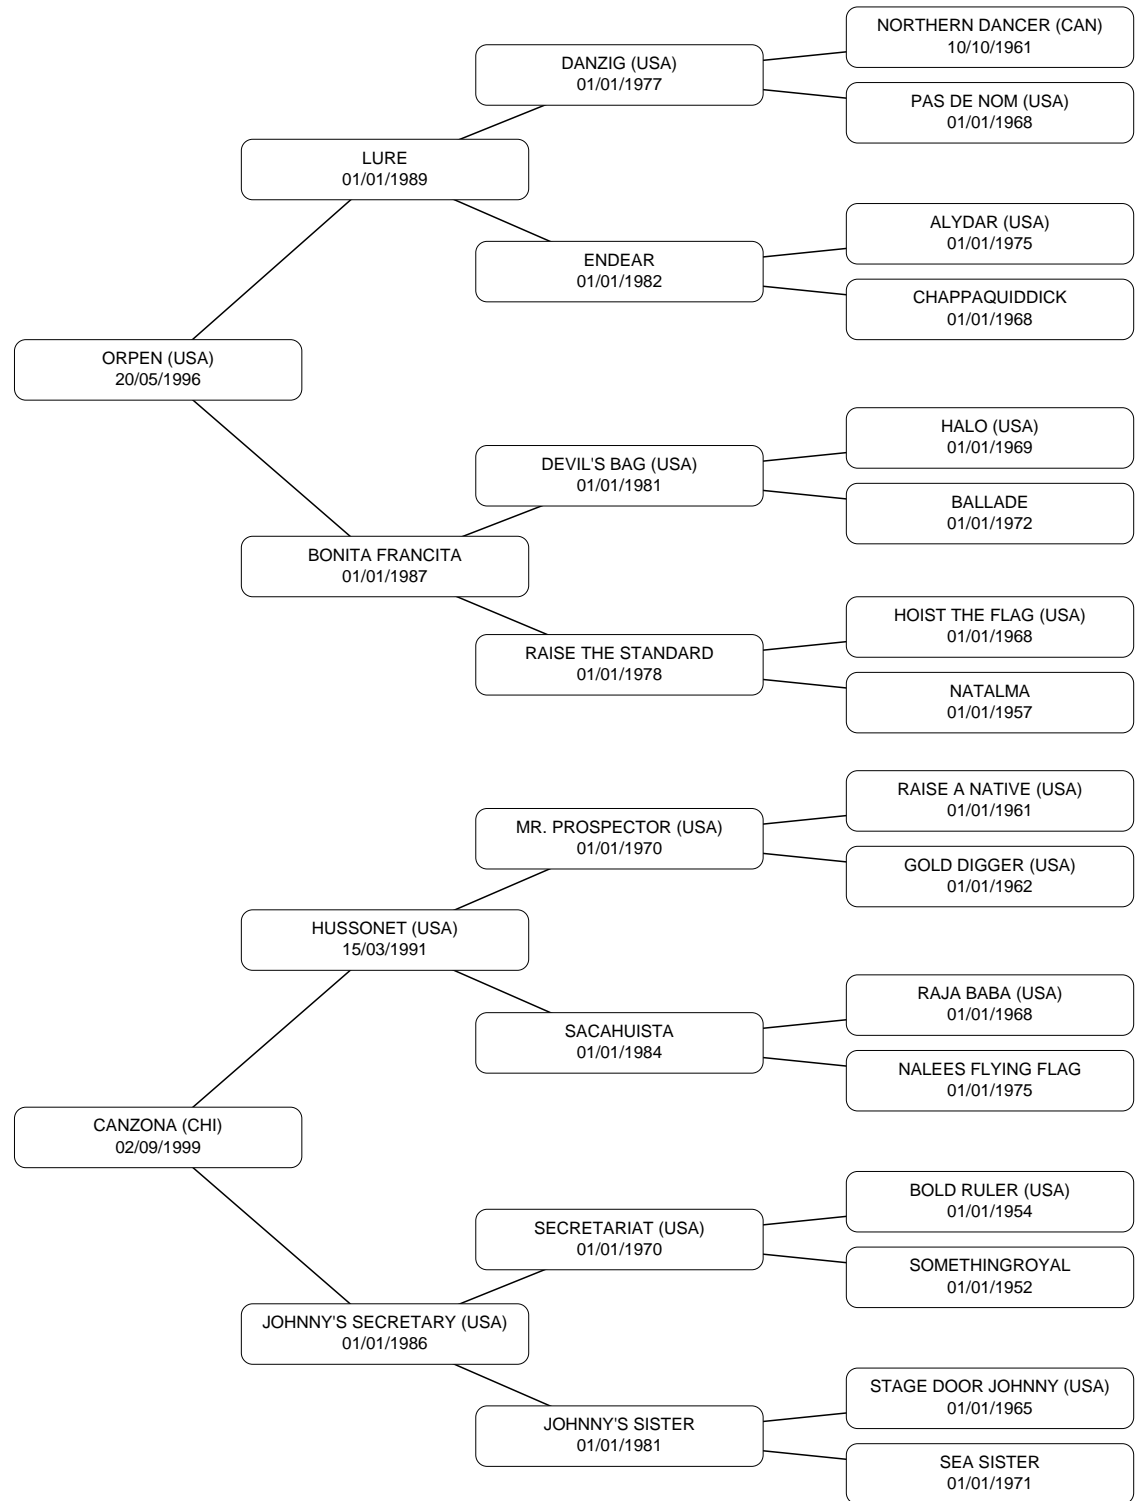 NORTHERN DANCER (CAN)
10/10/1961
DANZIG (USA)
01/01/1977
PAS DE NOM (USA)
01/01/1968
LURE
01/01/1989
ALYDAR (USA)
01/01/1975
ENDEAR
01/01/1982
CHAPPAQUIDDICK
01/01/1968
ORPEN (USA)
20/05/1996
HALO (USA)
01/01/1969
DEVIL'S BAG (USA)
01/01/1981
BALLADE
01/01/1972
BONITA FRANCITA
01/01/1987
HOIST THE FLAG (USA)
01/01/1968
RAISE THE STANDARD
01/01/1978
NATALMA
01/01/1957
RAISE A NATIVE (USA)
01/01/1961
MR. PROSPECTOR (USA)
01/01/1970
GOLD DIGGER (USA)
01/01/1962
HUSSONET (USA)
15/03/1991
RAJA BABA (USA)
01/01/1968
SACAHUISTA
01/01/1984
NALEES FLYING FLAG
01/01/1975
CANZONA (CHI)
02/09/1999
BOLD RULER (USA)
01/01/1954
SECRETARIAT (USA)
01/01/1970
SOMETHINGROYAL
01/01/1952
JOHNNY'S SECRETARY (USA)
01/01/1986
STAGE DOOR JOHNNY (USA)
01/01/1965
JOHNNY'S SISTER
01/01/1981
SEA SISTER
01/01/1971